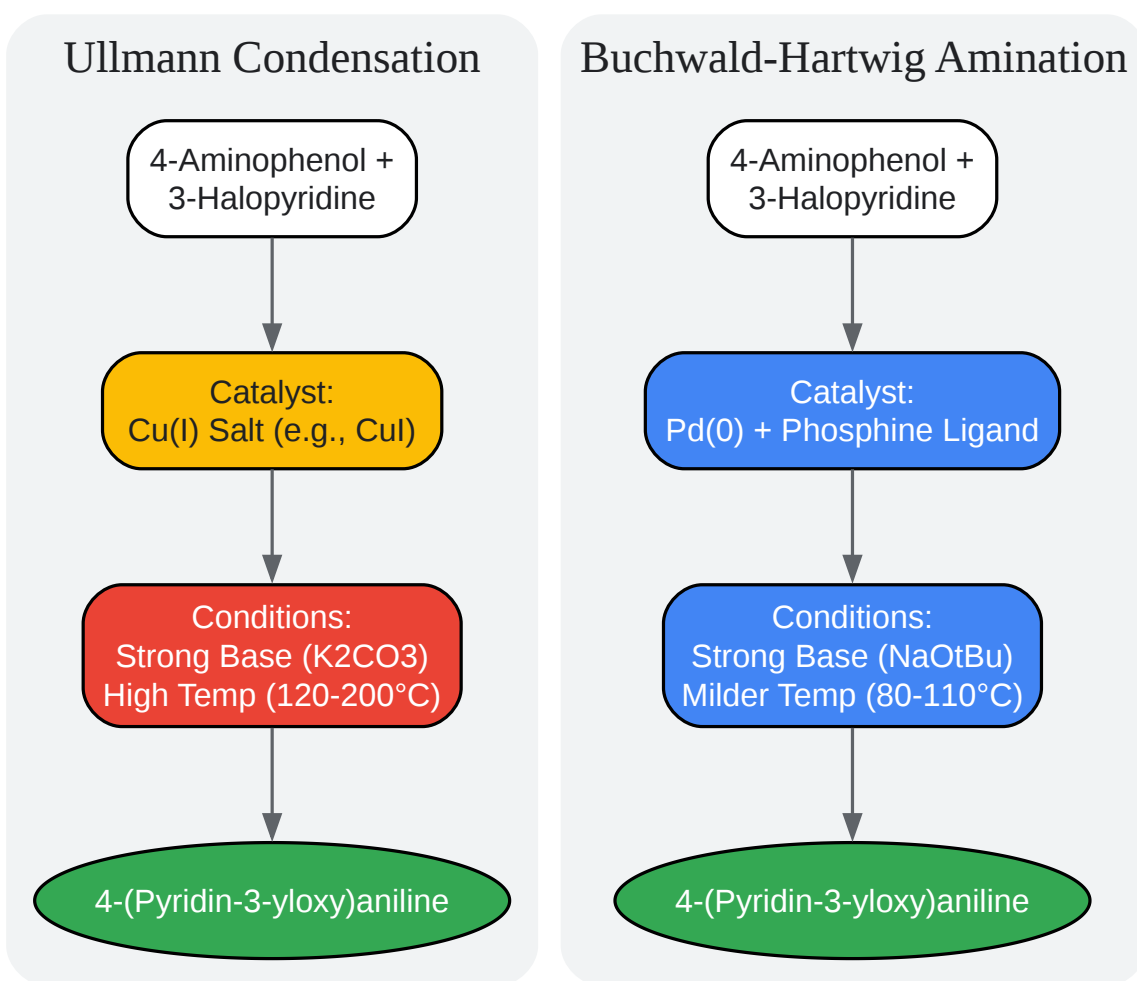 Ullmann Condensation
4-Aminophenol +
3-Halopyridine
Catalyst:
Cu(I) Salt (e.g., CuI)
Conditions:
Strong Base (K2CO3)
High Temp (120-200°C)
4-(Pyridin-3-yloxy)aniline
Buchwald-Hartwig Amination
4-Aminophenol +
3-Halopyridine
Catalyst:
Pd(0) + Phosphine Ligand
Conditions:
Strong Base (NaOtBu)
Milder Temp (80-110°C)
4-(Pyridin-3-yloxy)aniline